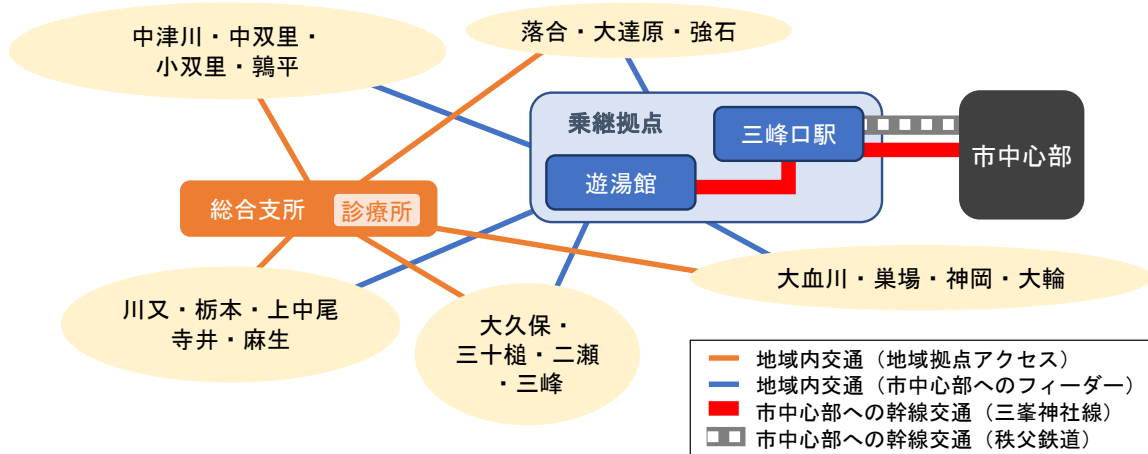 中津川・中双里・
小双里・鶉平
落合・大達原・強石
乗継拠点
三峰口駅
遊湯館
市中心部
総合支所
診療所
川又・栃本・上中尾
寺井・麻生
大久保・
三十槌・二瀬
・三峰
大血川・巣場・神岡・大輪
地域内交通（地域拠点アクセス）
地域内交通（市中心部へのフィーダー）
市中心部への幹線交通（三峯神社線）
市中心部への幹線交通（秩父鉄道）